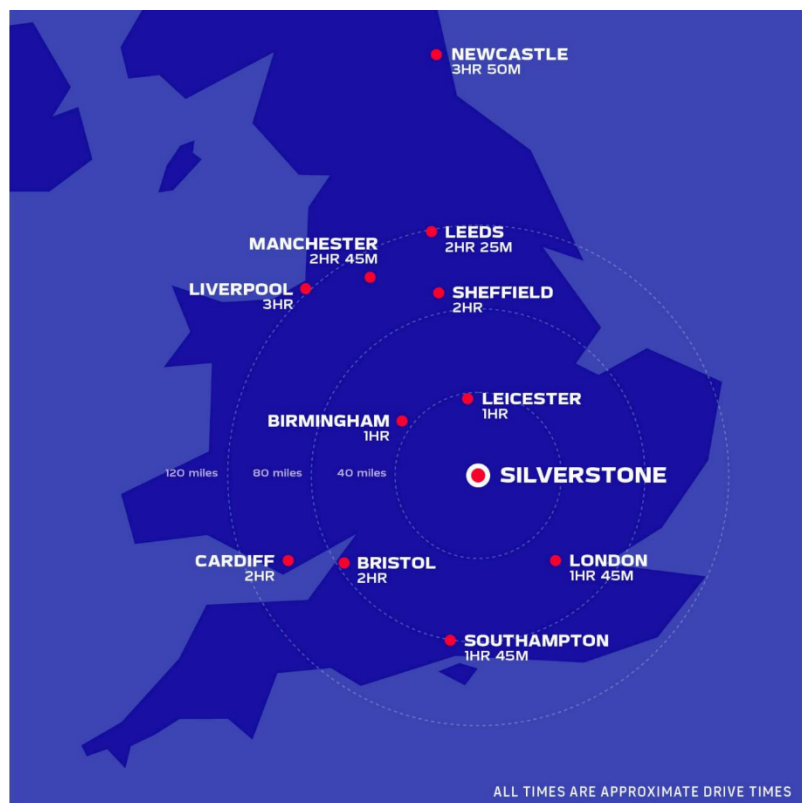 NEWCASTLE
3HR 50M
LEEDS
2HR 25M
MANCHESTER
2HR 45M
LIVERPOOL
3HR
SHEFFIELD
2HR
LEICESTER
1HR
BIRMINGHAM
1HR
120 miles
80 miles
40 miles
SILVERSTONE
CARDIFF
2HR
BRISTOL
2HR
LONDON
1HR 45M
SOUTHAMPTON
1HR 45M
ALL TIMES ARE APPROXIMATE DRIVE TIMES